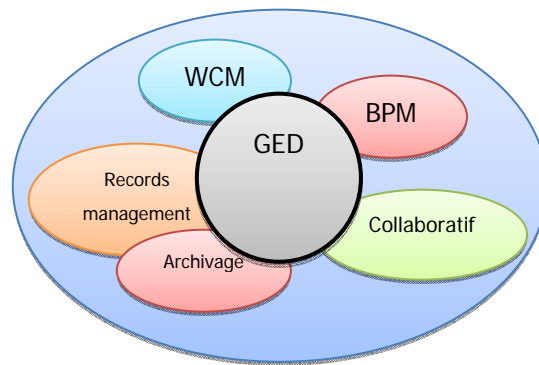 WCM
BPM
GED
Records
management
Collaboratif
Archivage